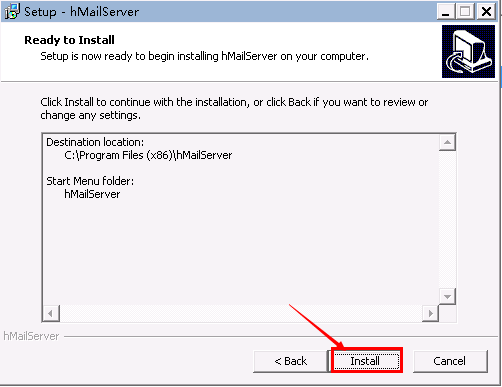 Setup - hMailServer
Ready to Install
Setup is now ready to begin installing hMailServer on your computer.
Click Install to continue with the installation, or click Back if you want to review or
change any settings.
Destination location:
C:\Program Files (x86)\hMailServer
Start Menu folder:
hMailServer
hMailServer
< Back
Install
Cancel